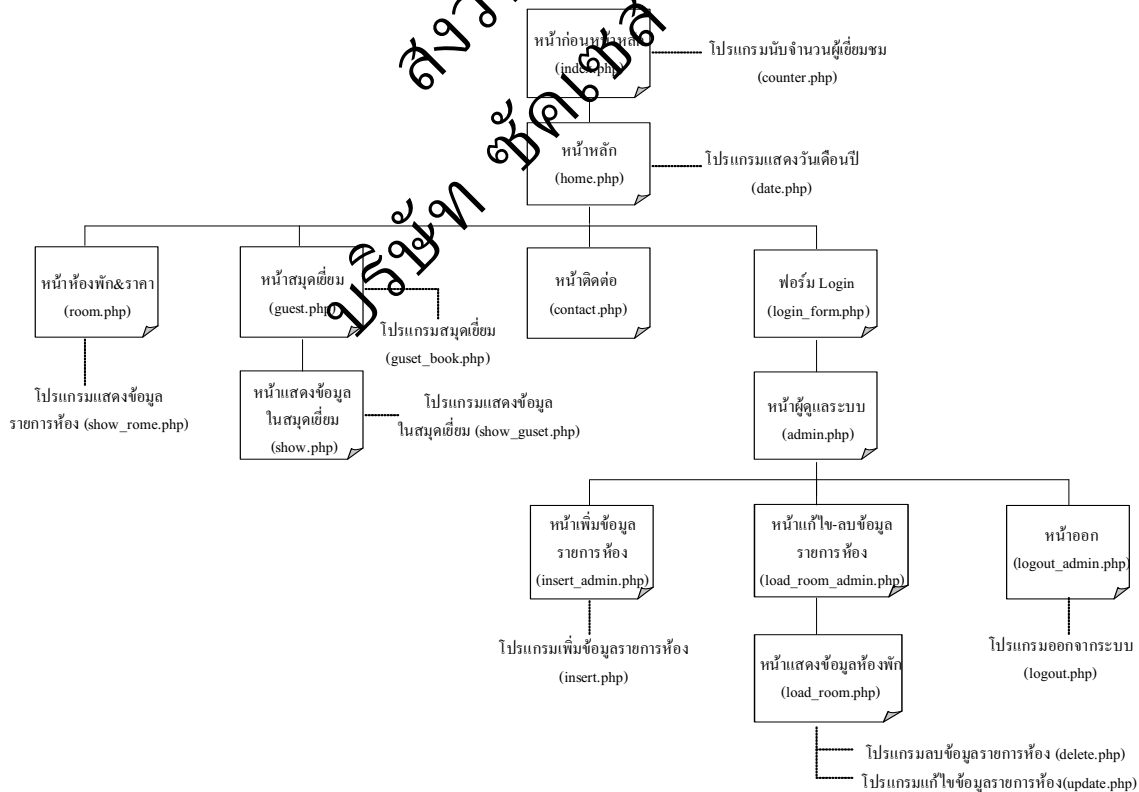 หน้าก่อนหน้าหลัก
(index.php)
โปรแกรมนับจำนวนผู้เยี่ยมชม
(counter.php)
หน้าหลัก
(home.php)
โปรแกรมแสดงวันเดือนปี
(date.php)
หน้าห้องพัก&ราคา
(room.php)
หน้าสมุดเยี่ยม
(guest.php)
หน้าติดต่อ
(contact.php)
ฟอร์ม Login
(login_form.php)
โปรแกรมสมุดเยี่ยม
(guset_book.php)
โปรแกรมแสดงข้อมูล
รายการห้อง (show_rome.php)
หน้าแสดงข้อมูล
ในสมุดเยี่ยม
(show.php)
โปรแกรมแสดงข้อมูล
ในสมุดเยี่ยม (show_guset.php)
หน้าผู้ดูแลระบบ
(admin.php)
หน้าเพิ่มข้อมูล
รายการห้อง
(insert_admin.php)
หน้าแก้ไข-ลบข้อมูล
รายการห้อง
(load_room_admin.php)
หน้าออก
(logout_admin.php)
โปรแกรมเพิ่มข้อมูลรายการห้อง
(insert.php)
หน้าแสดงข้อมูลห้องพัก
(load_room.php)
โปรแกรมออกจากระบบ
(logout.php)
โปรแกรมลบข้อมูลรายการห้อง (delete.php)
โปรแกรมแก้ไขข้อมูลรายการห้อง(update.php)
บริษัท ซัคเซส